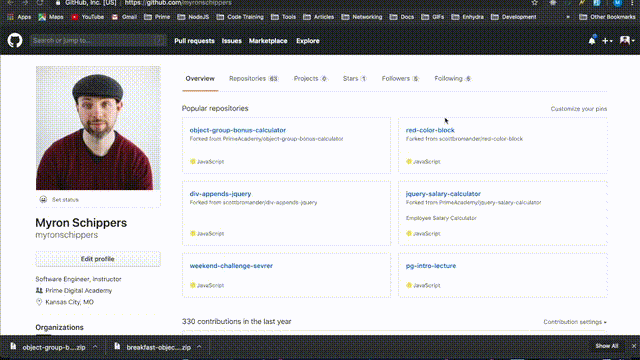 GitHub, Inc. [US] | https://github.com/myronschippers
Apps Maps YouTube Gmail Prime NodeJS Code Training Tools Articles Networking Docs GIFs Enhydra Development » Other Bookmarks
Search or jump to... / Pull requests Issues Marketplace Explore
Overview Repositories 63 Projects 0 Stars 1 Followers 5 Following 5
Popular repositories Customize your pins
object-group-bonus-calculator
Forked from PrimeAcademy/object-group-bonus-calculator
JavaScript
red-color-block
Forked from scottbromander/red-color-block
JavaScript
div-appends-jquery
Forked from scottbromander/div-appends-jquery
JavaScript
jquery-salary-calculator
Forked from PrimeAcademy/jquery-salary-calculator
Employee Salary Calculator
JavaScript
weekend-challenge-sevrer
JavaScript
pg-intro-lecture
JavaScript
Set status
Myron Schippers
myronschippers
Edit profile
Software Engineer, Instructor
Prime Digital Academy
Kansas City, MO
Organizations
330 contributions in the last year Contribution settings
object-group-b....zip breakfast-objec....zip Show All